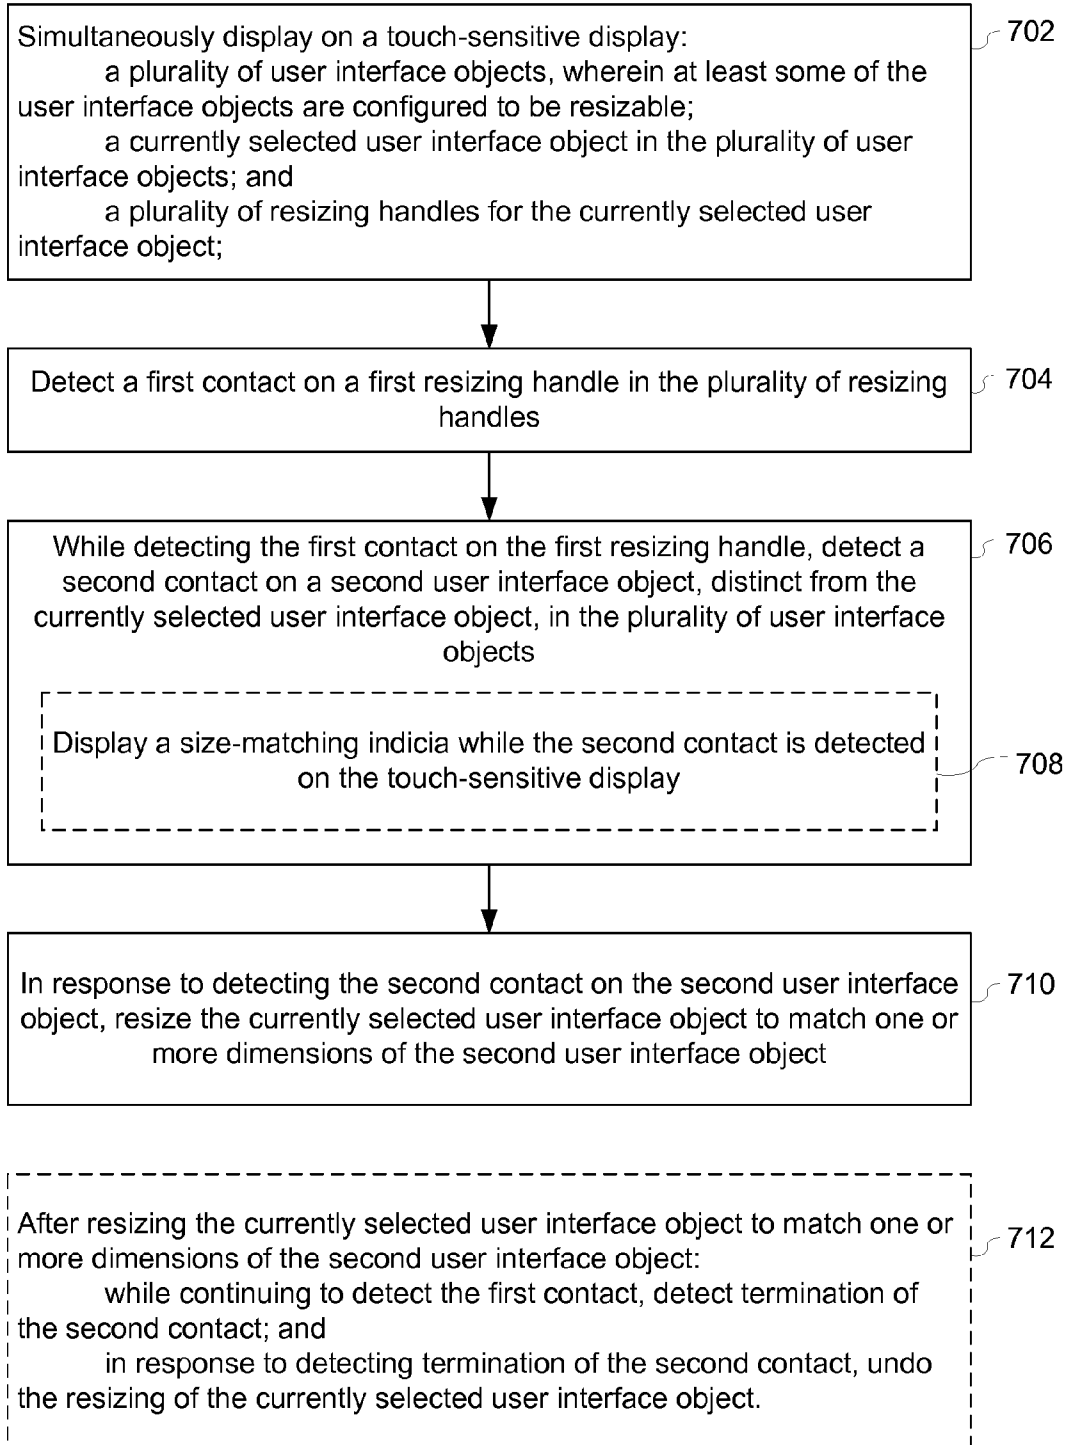 Simultaneously display on a touch-sensitive display:
a plurality of user interface objects, wherein at least some of the
user interface objects are configured to be resizable;
a currently selected user interface object in the plurality of user
interface objects; and
a plurality of resizing handles for the currently selected user
interface object;
702
Detect a first contact on a first resizing handle in the plurality of resizing
handles
704
While detecting the first contact on the first resizing handle, detect a
second contact on a second user interface object, distinct from the
currently selected user interface object, in the plurality of user interface
objects
706
Display a size-matching indicia while the second contact is detected
on the touch-sensitive display
708
In response to detecting the second contact on the second user interface
object, resize the currently selected user interface object to match one or
more dimensions of the second user interface object
710
After resizing the currently selected user interface object to match one or
more dimensions of the second user interface object:
while continuing to detect the first contact, detect termination of
the second contact; and
in response to detecting termination of the second contact, undo
the resizing of the currently selected user interface object.
712